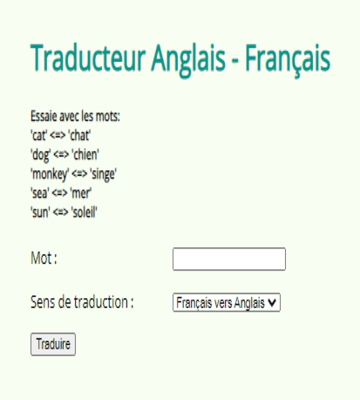 Traducteur Anglais - Français
Essaie avec les mots:
'cat' <=> 'chat'
'dog' <=> 'chien'
'monkey' <=> 'singe'
'sea' <=> 'mer'
'sun' <=> 'soleil'
Mot :
Sens de traduction : Français vers Anglais
Traduire